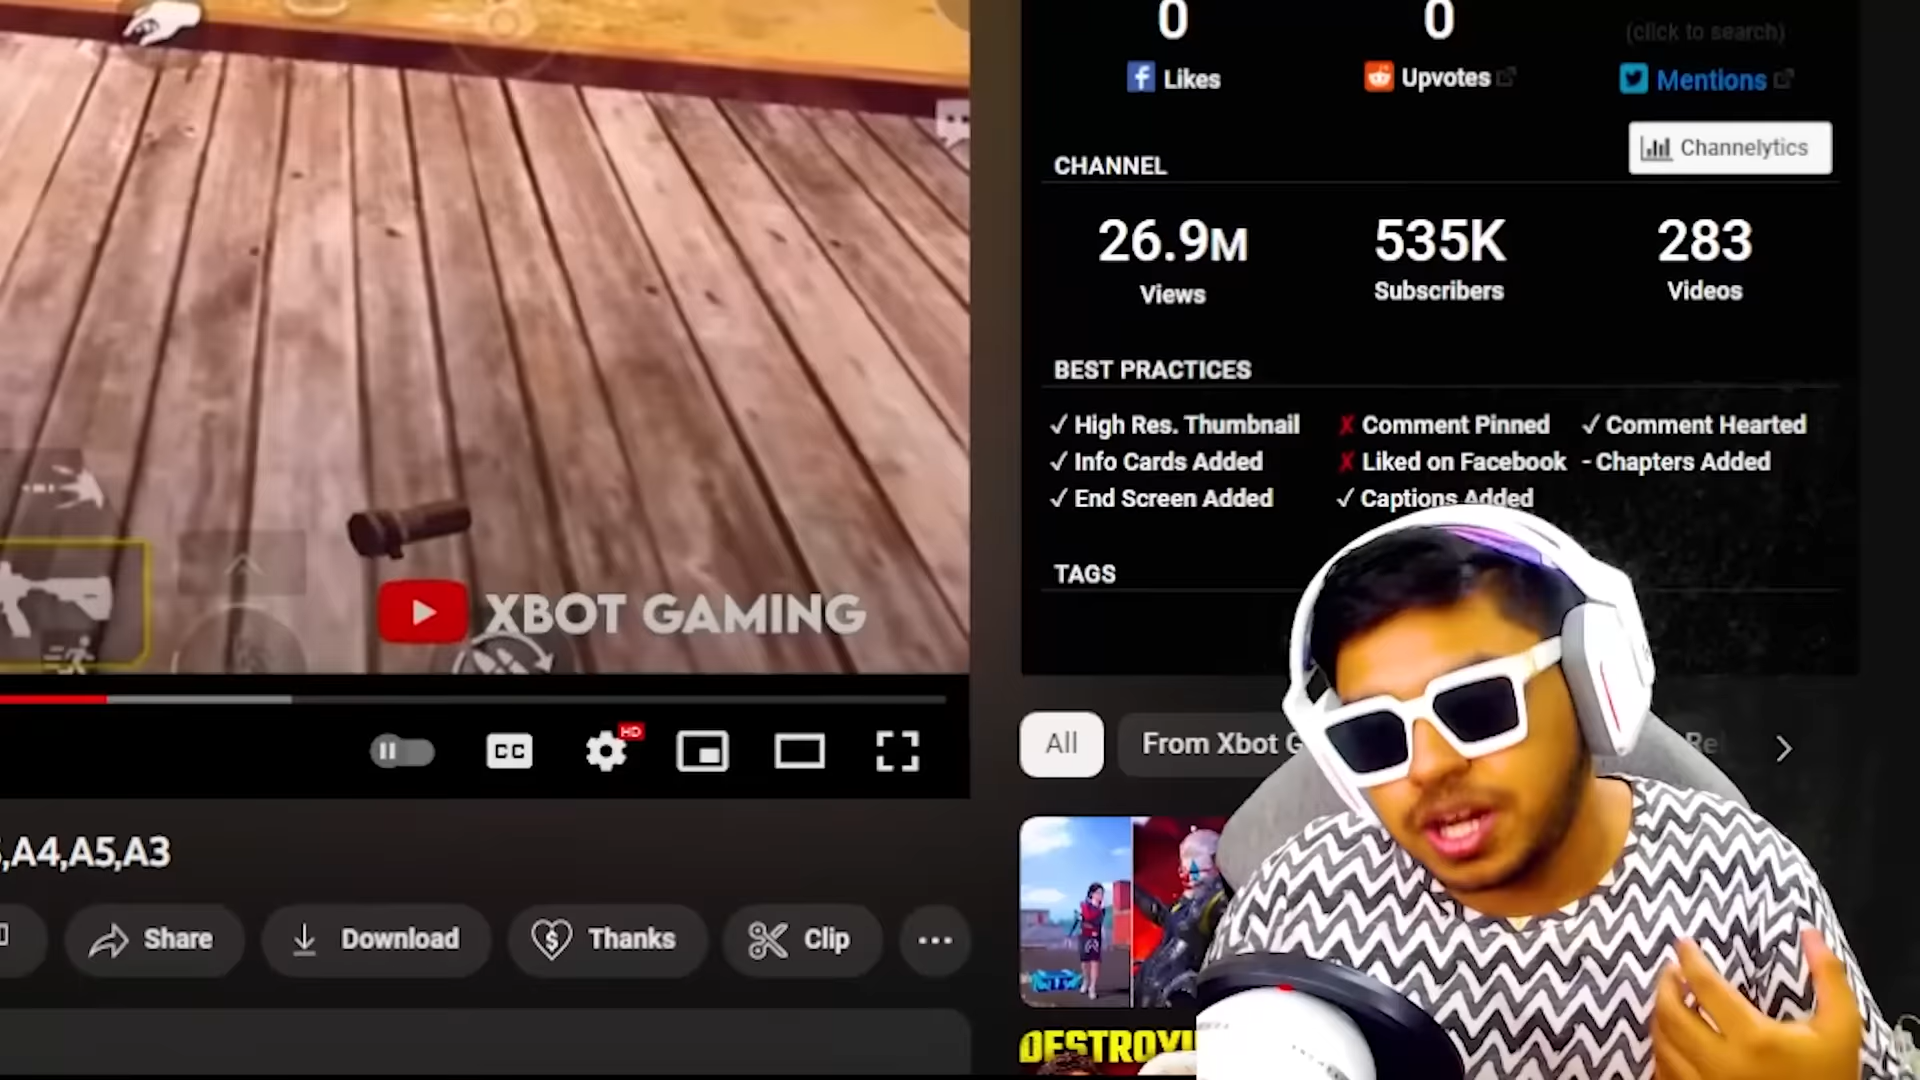 0
0
(click to search)
Likes
Upvotes
Mentions
Channelytics
CHANNEL
26.9M
535K
283
Views
Subscribers
Videos
BEST PRACTICES
✓ High Res. Thumbnail
✗ Comment Pinned
✓ Comment Hearted
✓ Info Cards Added
✗ Liked on Facebook
- Chapters Added
✓ End Screen Added
✓ Captions Added
TAGS
XBOT GAMING
HD
CC
All
From Xbot G
Re
,A4,A5,A3
Share
Download
Thanks
Clip
DESTROYI